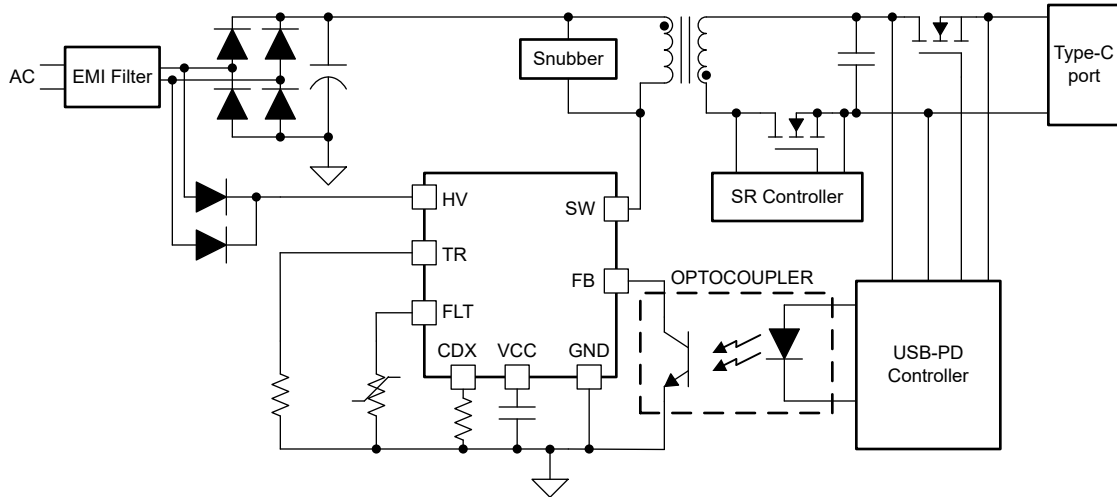 AC
EMI Filter
Snubber
Type-C
port
HV
SW
SR Controller
TR
FB
OPTOCOUPLER
FLT
CDX
VCC
GND
USB-PD
Controller